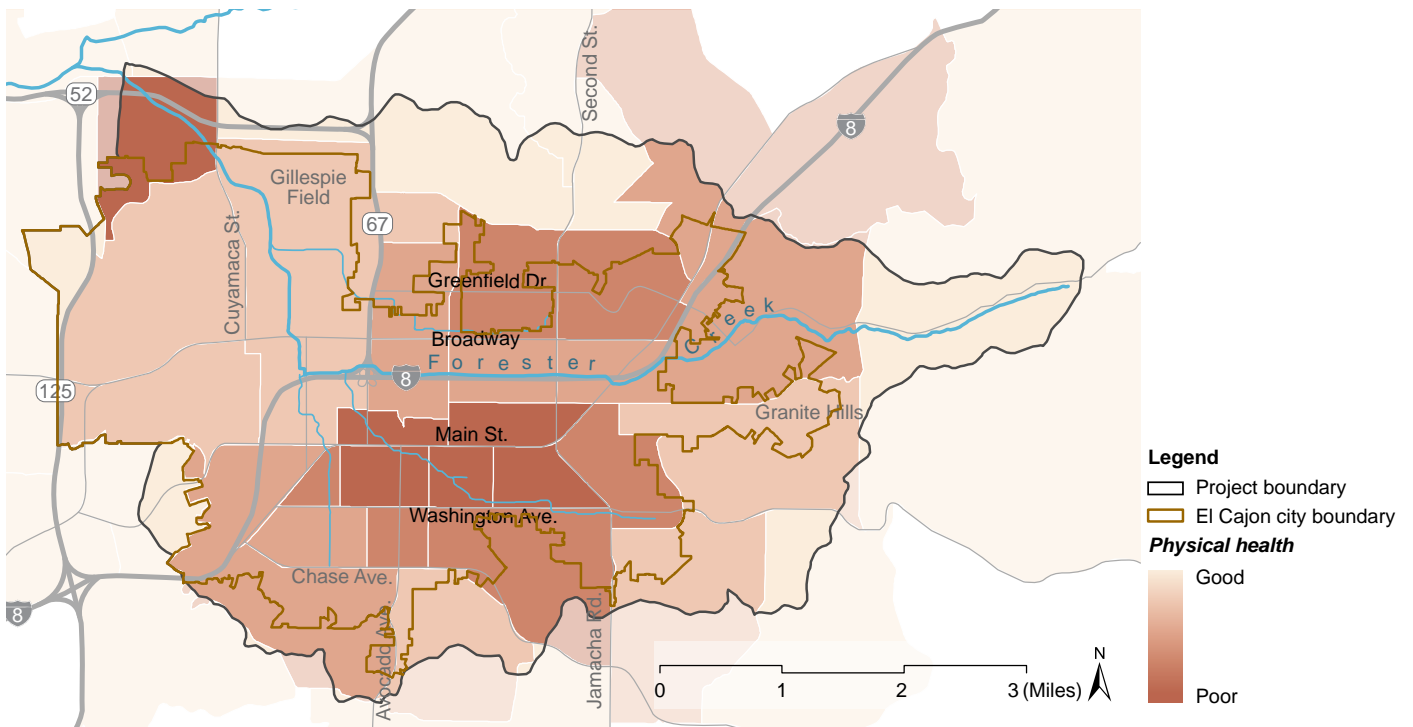 Second St.
52
8
Gillespie
Field
67
Cuyamaca St.
Greenfield Dr
Broadway
Forester Creek
8
125
Granite Hills
Main St.
Washington Ave.
Chase Ave.
8
Avocado Ave.
Jamacha Rd.
0 1 2 3 (Miles)
N
Legend
Project boundary
El Cajon city boundary
Physical health
Good
Poor